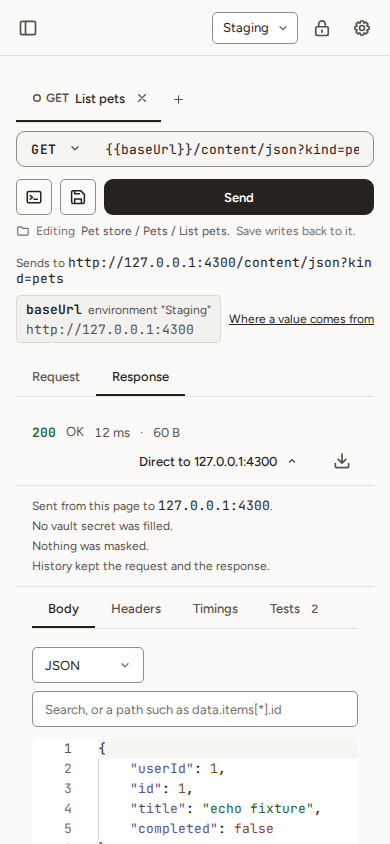 Staging
GET List pets
GET {{baseUrl}}/content/json?kind=pe
Send
Editing Pet store / Pets / List pets. Save writes back to it.
Sends to http://127.0.0.1:4300/content/json?kin
d=pets
baseUrl environment "Staging"
http://127.0.0.1:4300
Where a value comes from
Request Response
200 OK 12 ms · 60 B
Direct to 127.0.0.1:4300
Sent from this page to 127.0.0.1:4300.
No vault secret was filled.
Nothing was masked.
History kept the request and the response.
Body Headers Timings Tests 2
JSON
Search, or a path such as data.items[*].id
1 {
2 "userId": 1,
3 "id": 1,
4 "title": "echo fixture",
5 "completed": false